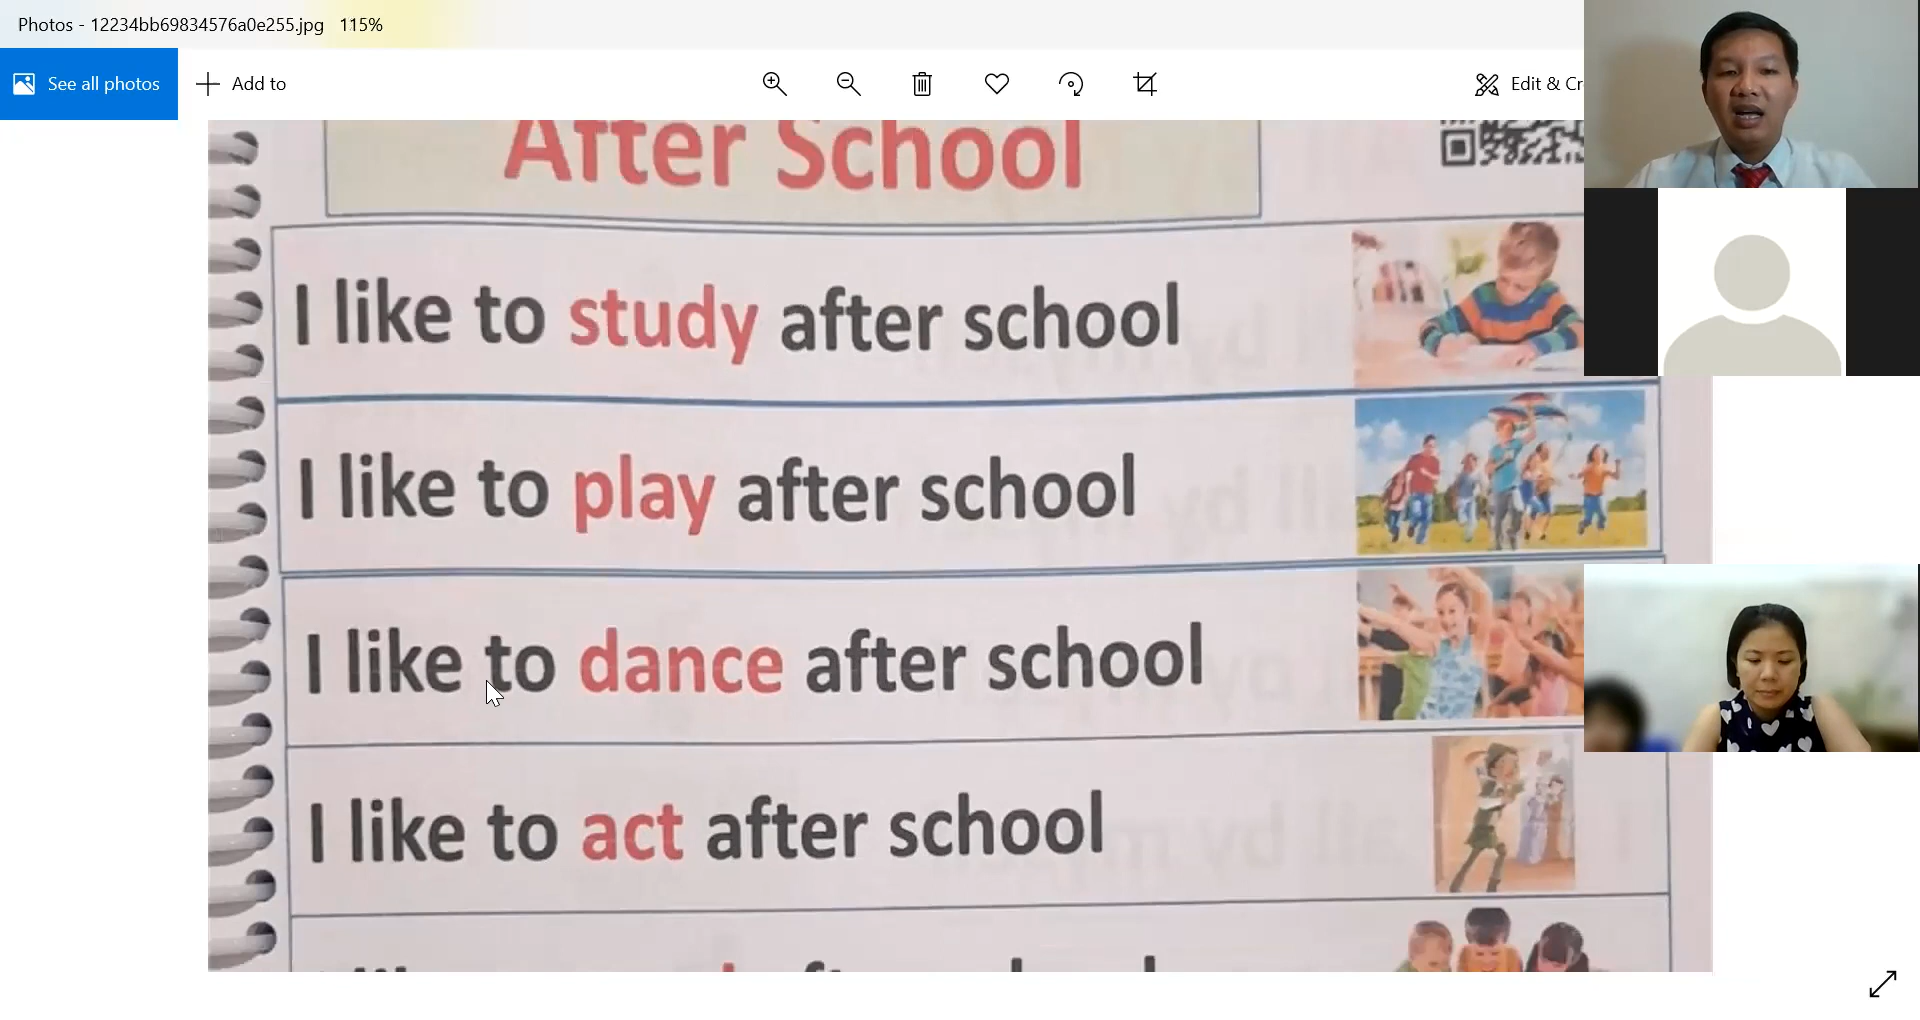 Photos - 12234bb69834576a0e255.jpg 115%
See all photos
Add to
Edit &
After School
I like to study after school
I like to play after school
I like to dance after school
I like to act after school